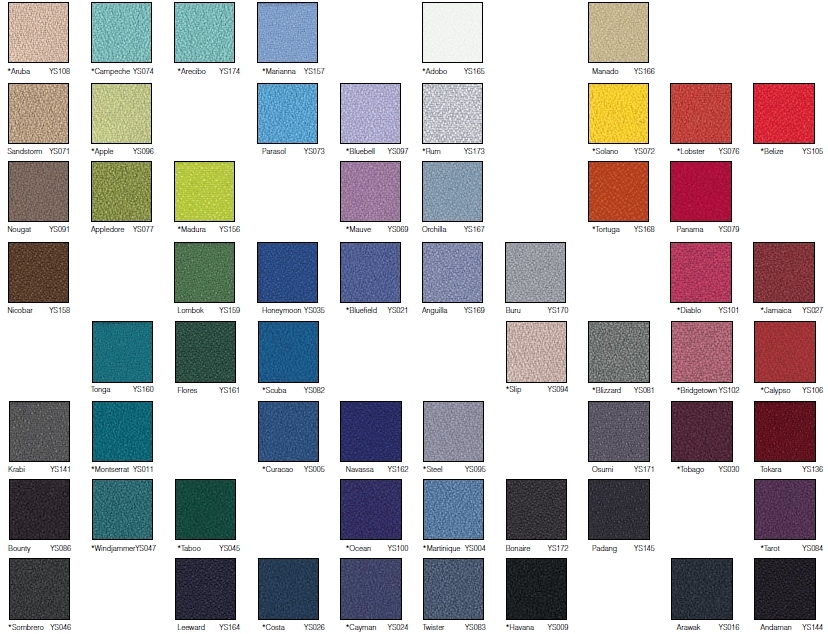 *Aruba YS108 *Campeche YS074 *Arecibo YS174 *Marianna YS157 *Adobo YS165 Manado YS166
Sandstorm YS071 *Apple YS096 Parasol YS073 *Bluebell YS097 *Rum YS173 *Solano YS072 *Lobster YS076 *Belize YS105
Nougat YS091 Appledore YS077 *Madura YS156 *Mauve YS069 Orchilla YS167 *Tortuga YS168 Panama YS079
Nicobar YS158 Lombok YS159 Honeymoon YS035 *Bluefield YS021 Anguilla YS169 Buru YS170 *Diablo YS101 *Jamaica YS027
Tonga YS160 Flores YS161 *Scuba YS082 *Slip YS094 *Blizzard YS081 *Bridgetown YS102 *Calypso YS106
Krabi YS141 *Montserrat YS011 *Curacao YS005 Navassa YS162 *Steel YS095 Osumi YS171 *Tobago YS030 Tokara YS136
Bounty YS086 *Windjammer YS047 *Taboo YS045 *Ocean YS100 *Martinique YS004 Bonaire YS172 Padang YS145 *Tarot YS084
*Sombrero YS046 Leeward YS164 *Costa YS026 *Cayman YS024 Twister YS083 *Havana YS009 Arawak YS016 Andaman YS144